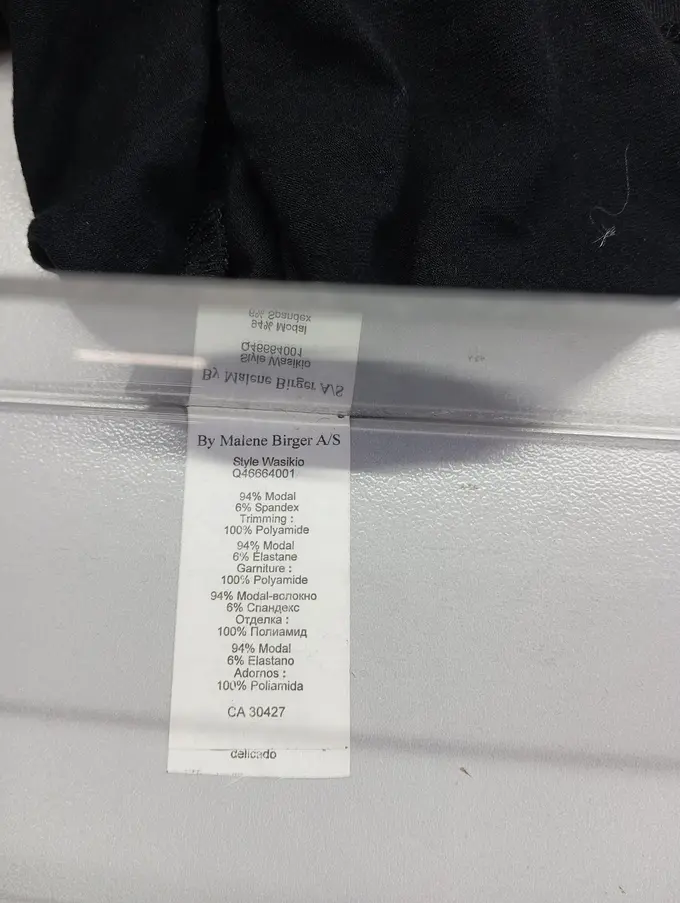 By Malene Birger A/S
Style Wasikio
Q46664001
94% Modal
6% Spandex
Trimming :
100% Polyamide
94% Modal
6% Élastane
Garniture :
100% Polyamide
94% Modal-волокно
6% Спандекс
Отделка :
100% Полиамид
94% Modal
6% Elastano
Adornos :
100% Poliamida
CA 30427
delicado